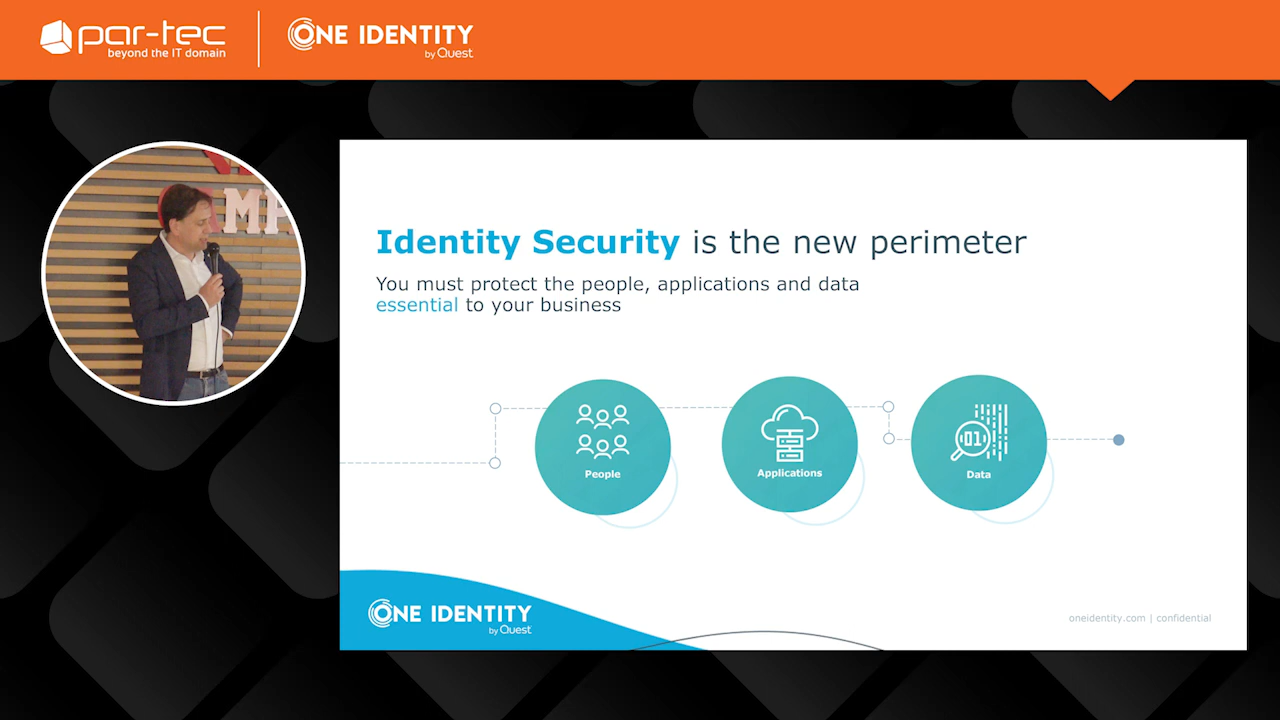 par-tec
beyond the IT domain
ONE IDENTITY
by Quest
Identity Security is the new perimeter
You must protect the people, applications and data
essential to your business
People
Applications
01
Data
ONE IDENTITY
by Quest
oneidentity.com | confidential